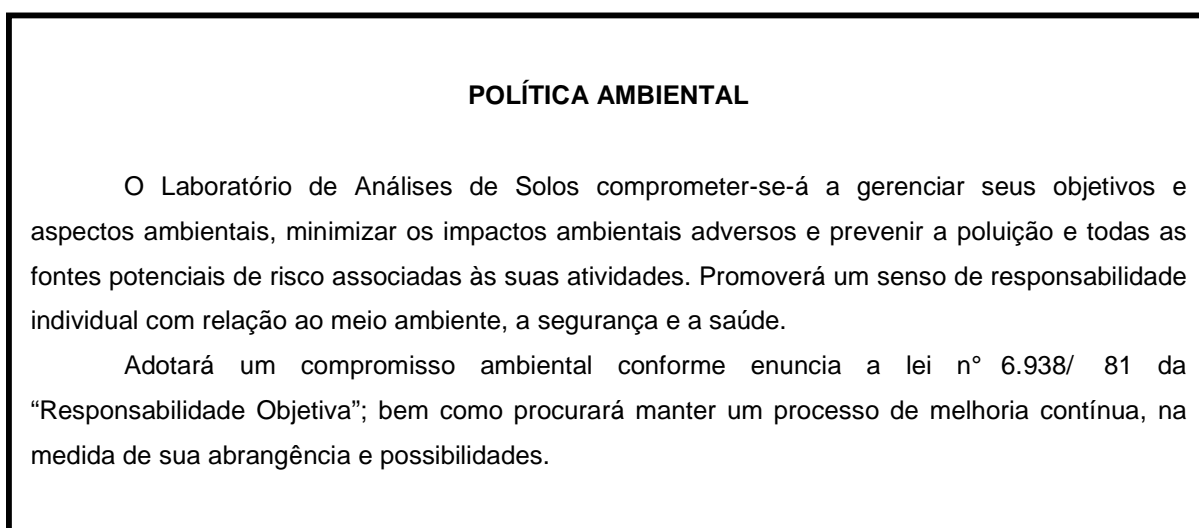 POLÍTICA AMBIENTAL
O Laboratório de Análises de Solos comprometer-se-á a gerenciar seus objetivos e
aspectos ambientais, minimizar os impactos ambientais adversos e prevenir a poluição e todas as
fontes potenciais de risco associadas às suas atividades. Promoverá um senso de responsabilidade
individual com relação ao meio ambiente, a segurança e a saúde.
Adotará um compromisso ambiental conforme enuncia a lei n° 6.938/ 81 da
“Responsabilidade Objetiva”; bem como procurará manter um processo de melhoria contínua, na
medida de sua abrangência e possibilidades.